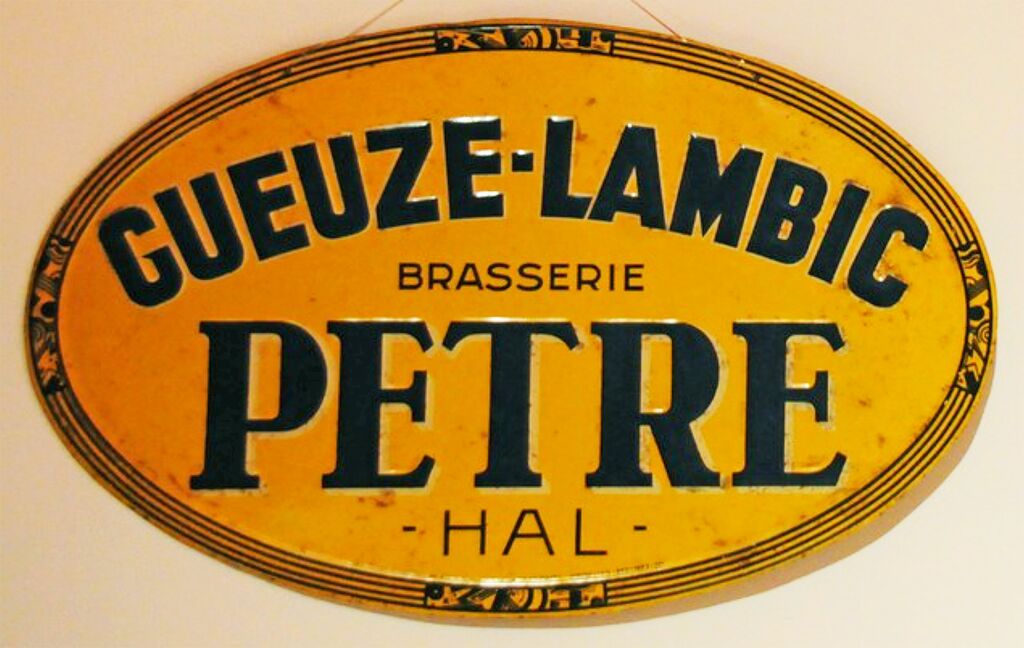 GUEUZE-LAMBIC
BRASSERIE
PETRE
- HAL -